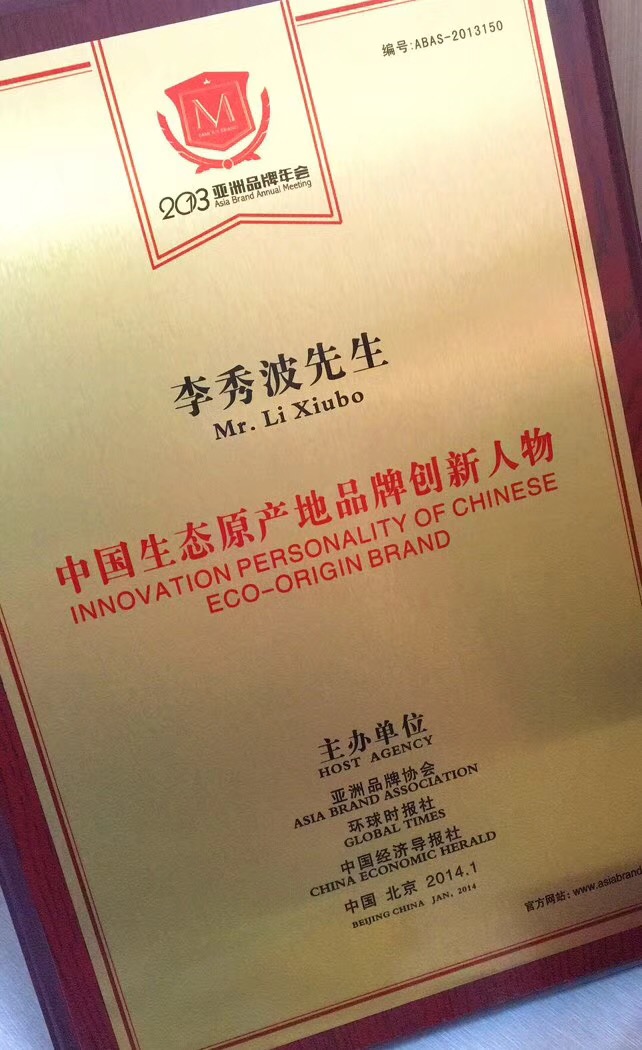 编号:ABAS-2013150
M
2013亚洲品牌年会
Asia Brand Annual Meeting
李秀波先生
Mr. Li Xiubo
中国生态原产地品牌创新人物
INNOVATION PERSONALITY OF CHINESE
ECO-ORIGIN BRAND
主办单位
HOST AGENCY
亚洲品牌协会
ASIA BRAND ASSOCIATION
环球时报社
GLOBAL TIMES
中国经济导报社
CHINA ECONOMIC HERALD
中国 北京 2014.1
BEIJING CHINA JAN, 2014
官方网站: www.asiabrand